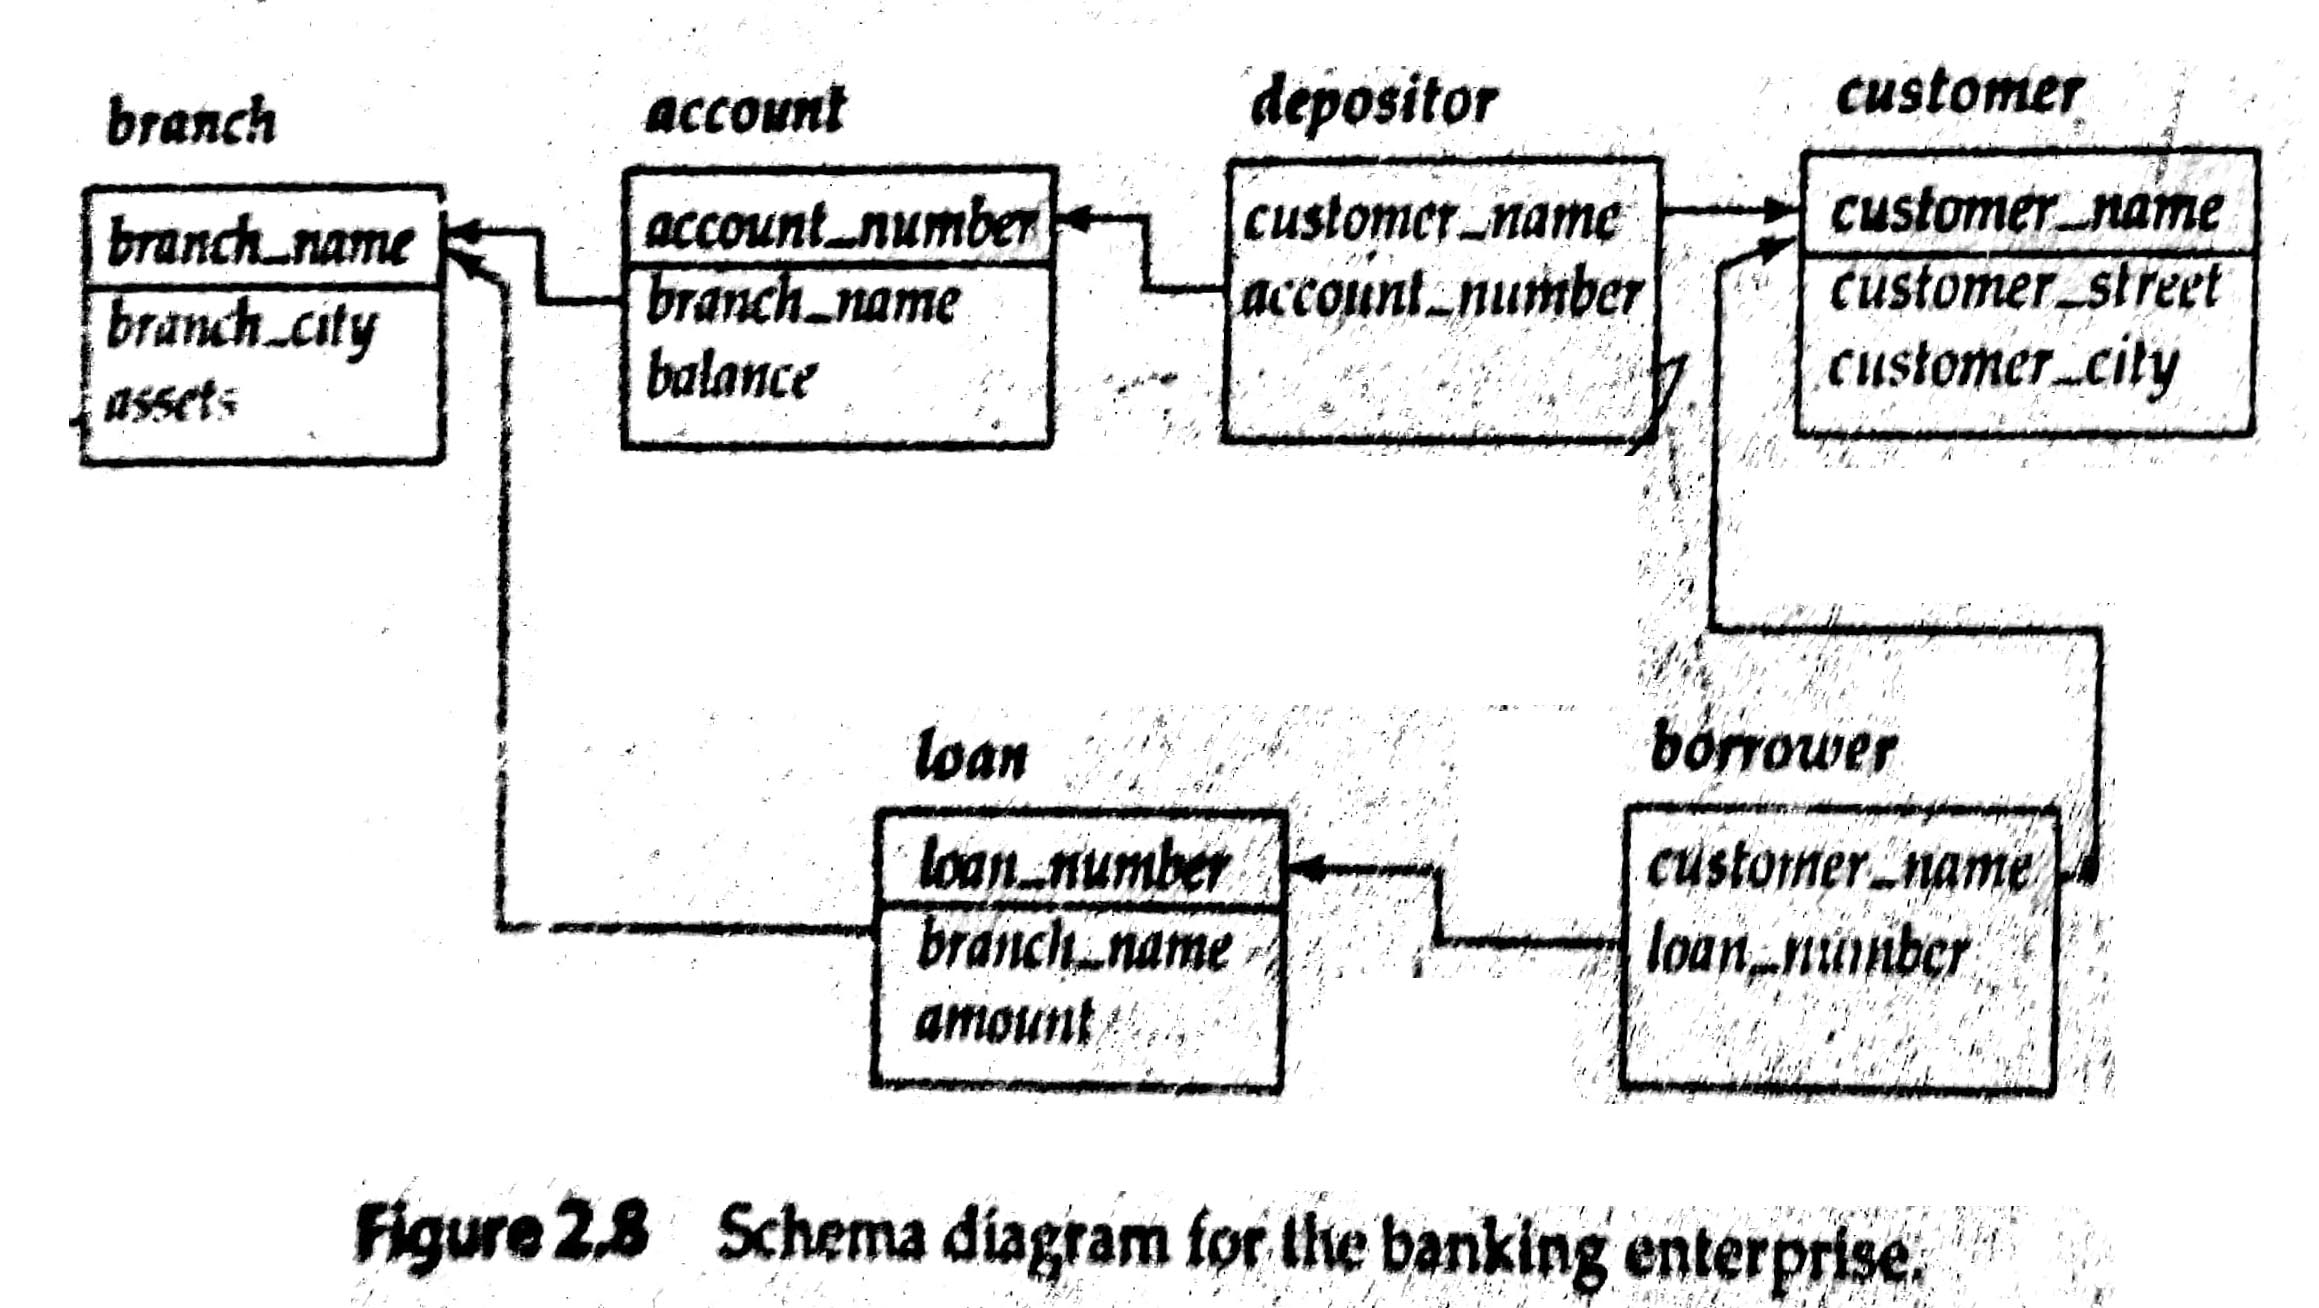 branch
branch_name
branch_city
assets
account
account_number
branch_name
balance
depositor
customer_name
account_number
customer
customer_name
customer_street
customer_city
loan
loan_number
branch_name
amount
borrower
customer_name
loan_number
Figure 2.8 Schema diagram for the banking enterprise.